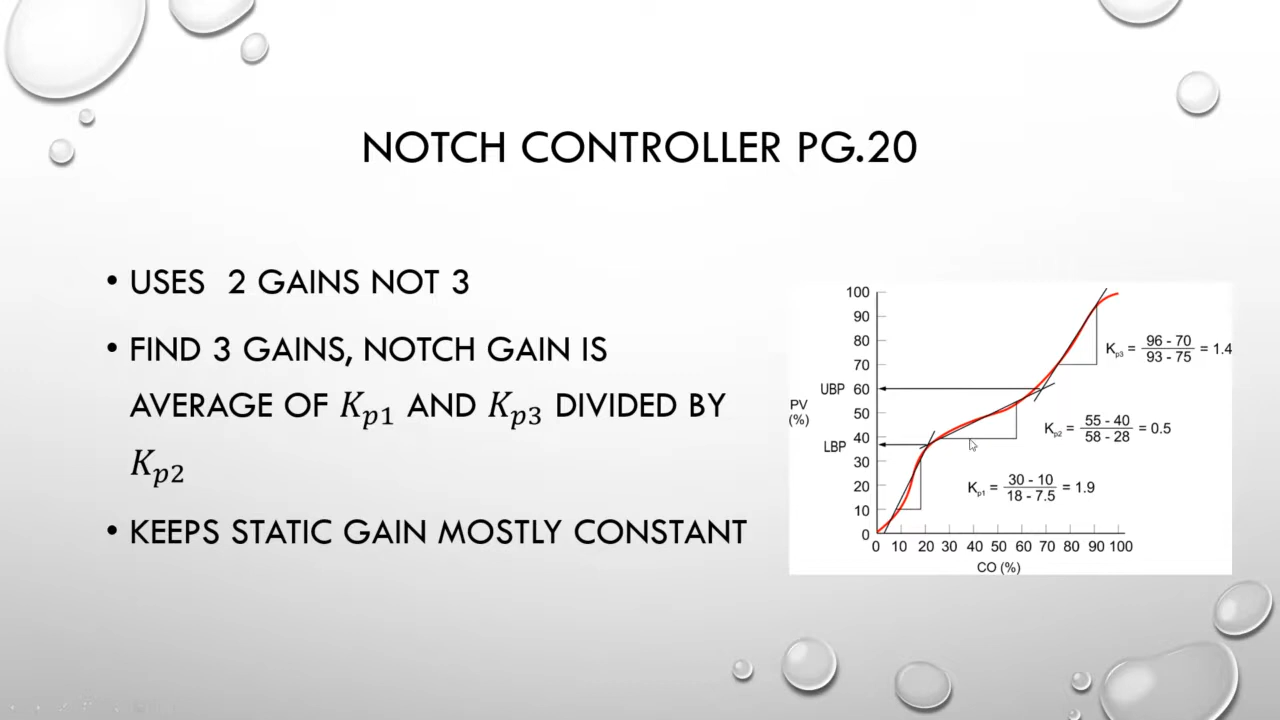 NOTCH CONTROLLER PG.20
• USES 2 GAINS NOT 3
• FIND 3 GAINS, NOTCH GAIN IS
AVERAGE OF Kp1 AND Kp3 DIVIDED BY
Kp2
• KEEPS STATIC GAIN MOSTLY CONSTANT
100
90
80
70
UBP 60
PV (%)
50
LBP 40
30
20
10
0
0 10 20 30 40 50 60 70 80 90 100
CO (%)
Kp3 = 96 - 70 / 93 - 75 = 1.4
Kp2 = 55 - 40 / 58 - 28 = 0.5
Kp1 = 30 - 10 / 18 - 7.5 = 1.9